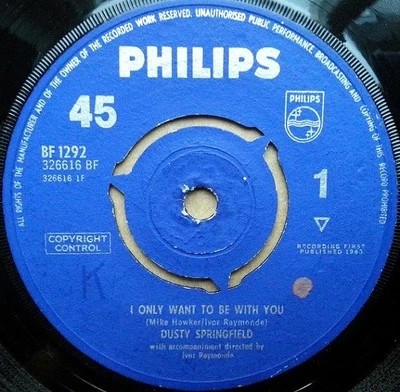 ALL RIGHTS OF THE MANUFACTURER AND OF THE OWNER OF THE RECORDED WORK RESERVED. UNAUTHORISED PUBLIC PERFORMANCE, BROADCASTING AND COPYING OF THIS RECORD PROHIBITED
PHILIPS
45
PHILIPS
BF 1292
326616 BF
326616 1F
1
COPYRIGHT
CONTROL
RECORDING FIRST
PUBLISHED 1963
K
I ONLY WANT TO BE WITH YOU
(Mike Hawker/Ivor Raymonde)
DUSTY SPRINGFIELD
with accompaniment directed by
Ivor Raymonde